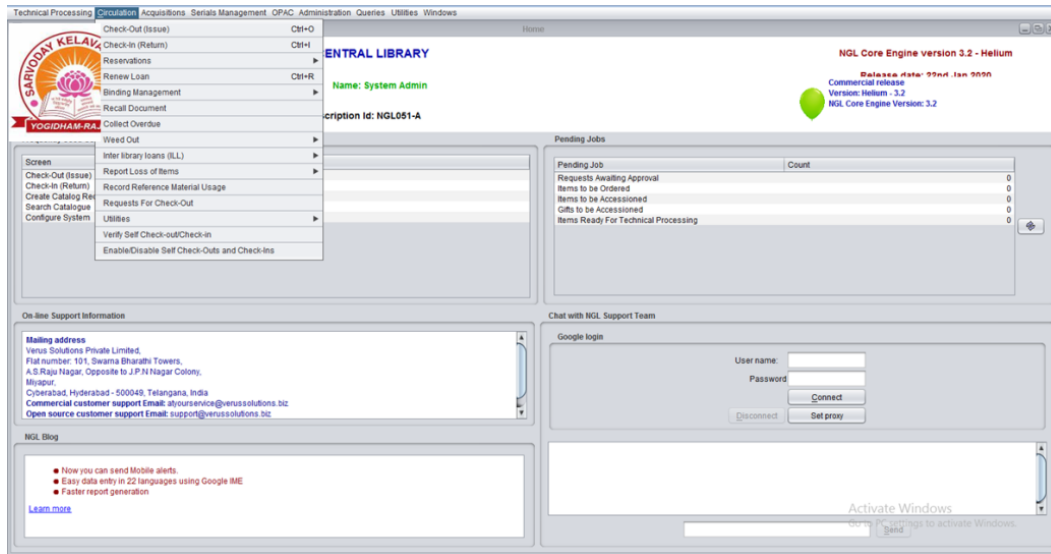 Technical Processing Circulation Acquisitions Serials Management OPAC Administration Queries Utilities Windows
Home
Check-Out (Issue) Ctrl+O
Check-In (Return) Ctrl+I
Reservations
Renew Loan Ctrl+R
Binding Management
Recall Document
Collect Overdue
Weed Out
Inter library loans (ILL)
Report Loss of Items
Record Reference Material Usage
Requests For Check-Out
Utilities
Verify Self Check-out/Check-in
Enable/Disable Self Check-Outs and Check-Ins
SARVODAY KELAVA
YOGIDHAM-RA
ENTRAL LIBRARY
Name: System Admin
cription Id: NGL051-A
NGL Core Engine version 3.2 - Helium
Release date: 22nd Jan 2020
Commercial release
Version: Helium - 3.2
NGL Core Engine Version: 3.2
Screen
Check-Out (Issue)
Check-In (Return)
Create Catalog Rec
Search Catalogue
Configure System
Pending Jobs
Pending Job Count
Requests Awaiting Approval 0
Items to be Ordered 0
Items to be Accessioned 0
Gifts to be Accessioned 0
Items Ready For Technical Processing 0
On-line Support Information
Mailing address
Verus Solutions Private Limited,
Flat number: 101, Swarna Bharathi Towers,
A.S.Raju Nagar, Opposite to J.P.N Nagar Colony,
Miyapur,
Cyberabad, Hyderabad - 500049, Telangana, India
Commercial customer support Email: atyourservice@verussolutions.biz
Open source customer support Email: support@verussolutions.biz
Chat with NGL Support Team
Google login
User name:
Password
Connect
Disconnect Set proxy
NGL Blog
Now you can send Mobile alerts.
Easy data entry in 22 languages using Google IME
Faster report generation
Learn more
Activate Windows
Go to PC settings to activate Windows.
Send